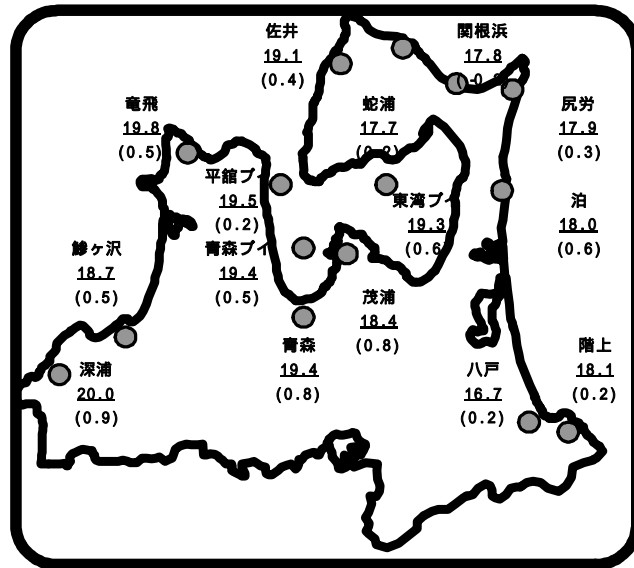 佐井
19.1
(0.4)
関根浜
17.8
竜飛
19.8
(0.5)
蛇浦
17.7
尻労
17.9
(0.3)
平舘ブイ
19.5
(0.2)
東湾ブイ
19.3
(0.6)
泊
18.0
(0.6)
鰺ヶ沢
18.7
(0.5)
青森ブイ
19.4
(0.5)
茂浦
18.4
(0.8)
深浦
20.0
(0.9)
青森
19.4
(0.8)
八戸
16.7
(0.2)
階上
18.1
(0.2)